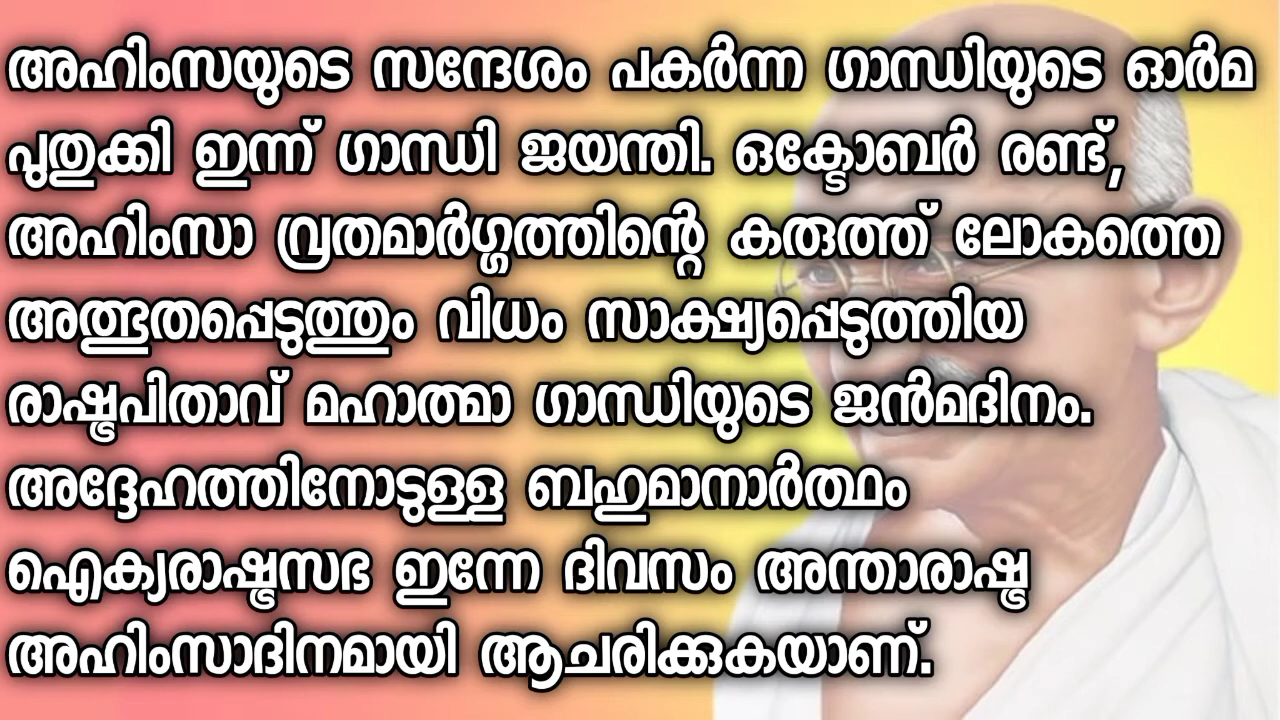 അഹിംസയുടെ സന്ദേശം പകർന്ന ഗാന്ധിയുടെ ഓർമ
പുതുക്കി ഇന്ന് ഗാന്ധി ജയന്തി. ഒക്ടോബർ രണ്ട്,
അഹിംസാ വ്രതമാർഗ്ഗത്തിന്റെ കരുത്ത് ലോകത്തെ
അത്ഭുതപ്പെടുത്തും വിധം സാക്ഷ്യപ്പെടുത്തിയ
രാഷ്ട്രപിതാവ് മഹാത്മാ ഗാന്ധിയുടെ ജൻമദിനം.
അദ്ദേഹത്തിനോടുള്ള ബഹുമാനാർത്ഥം
ഐക്യരാഷ്ട്രസഭ ഇന്നേ ദിവസം അന്താരാഷ്ട്ര
അഹിംസാദിനമായി ആചരിക്കുകയാണ്.